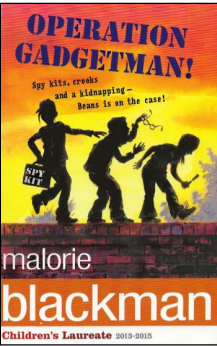 OPERATION
GADGETMAN!
Spy kits, crooks
and a kidnapping –
Beans is on the case!
SPY
KIT
malorie
blackman
Children's Laureate 2013-2015